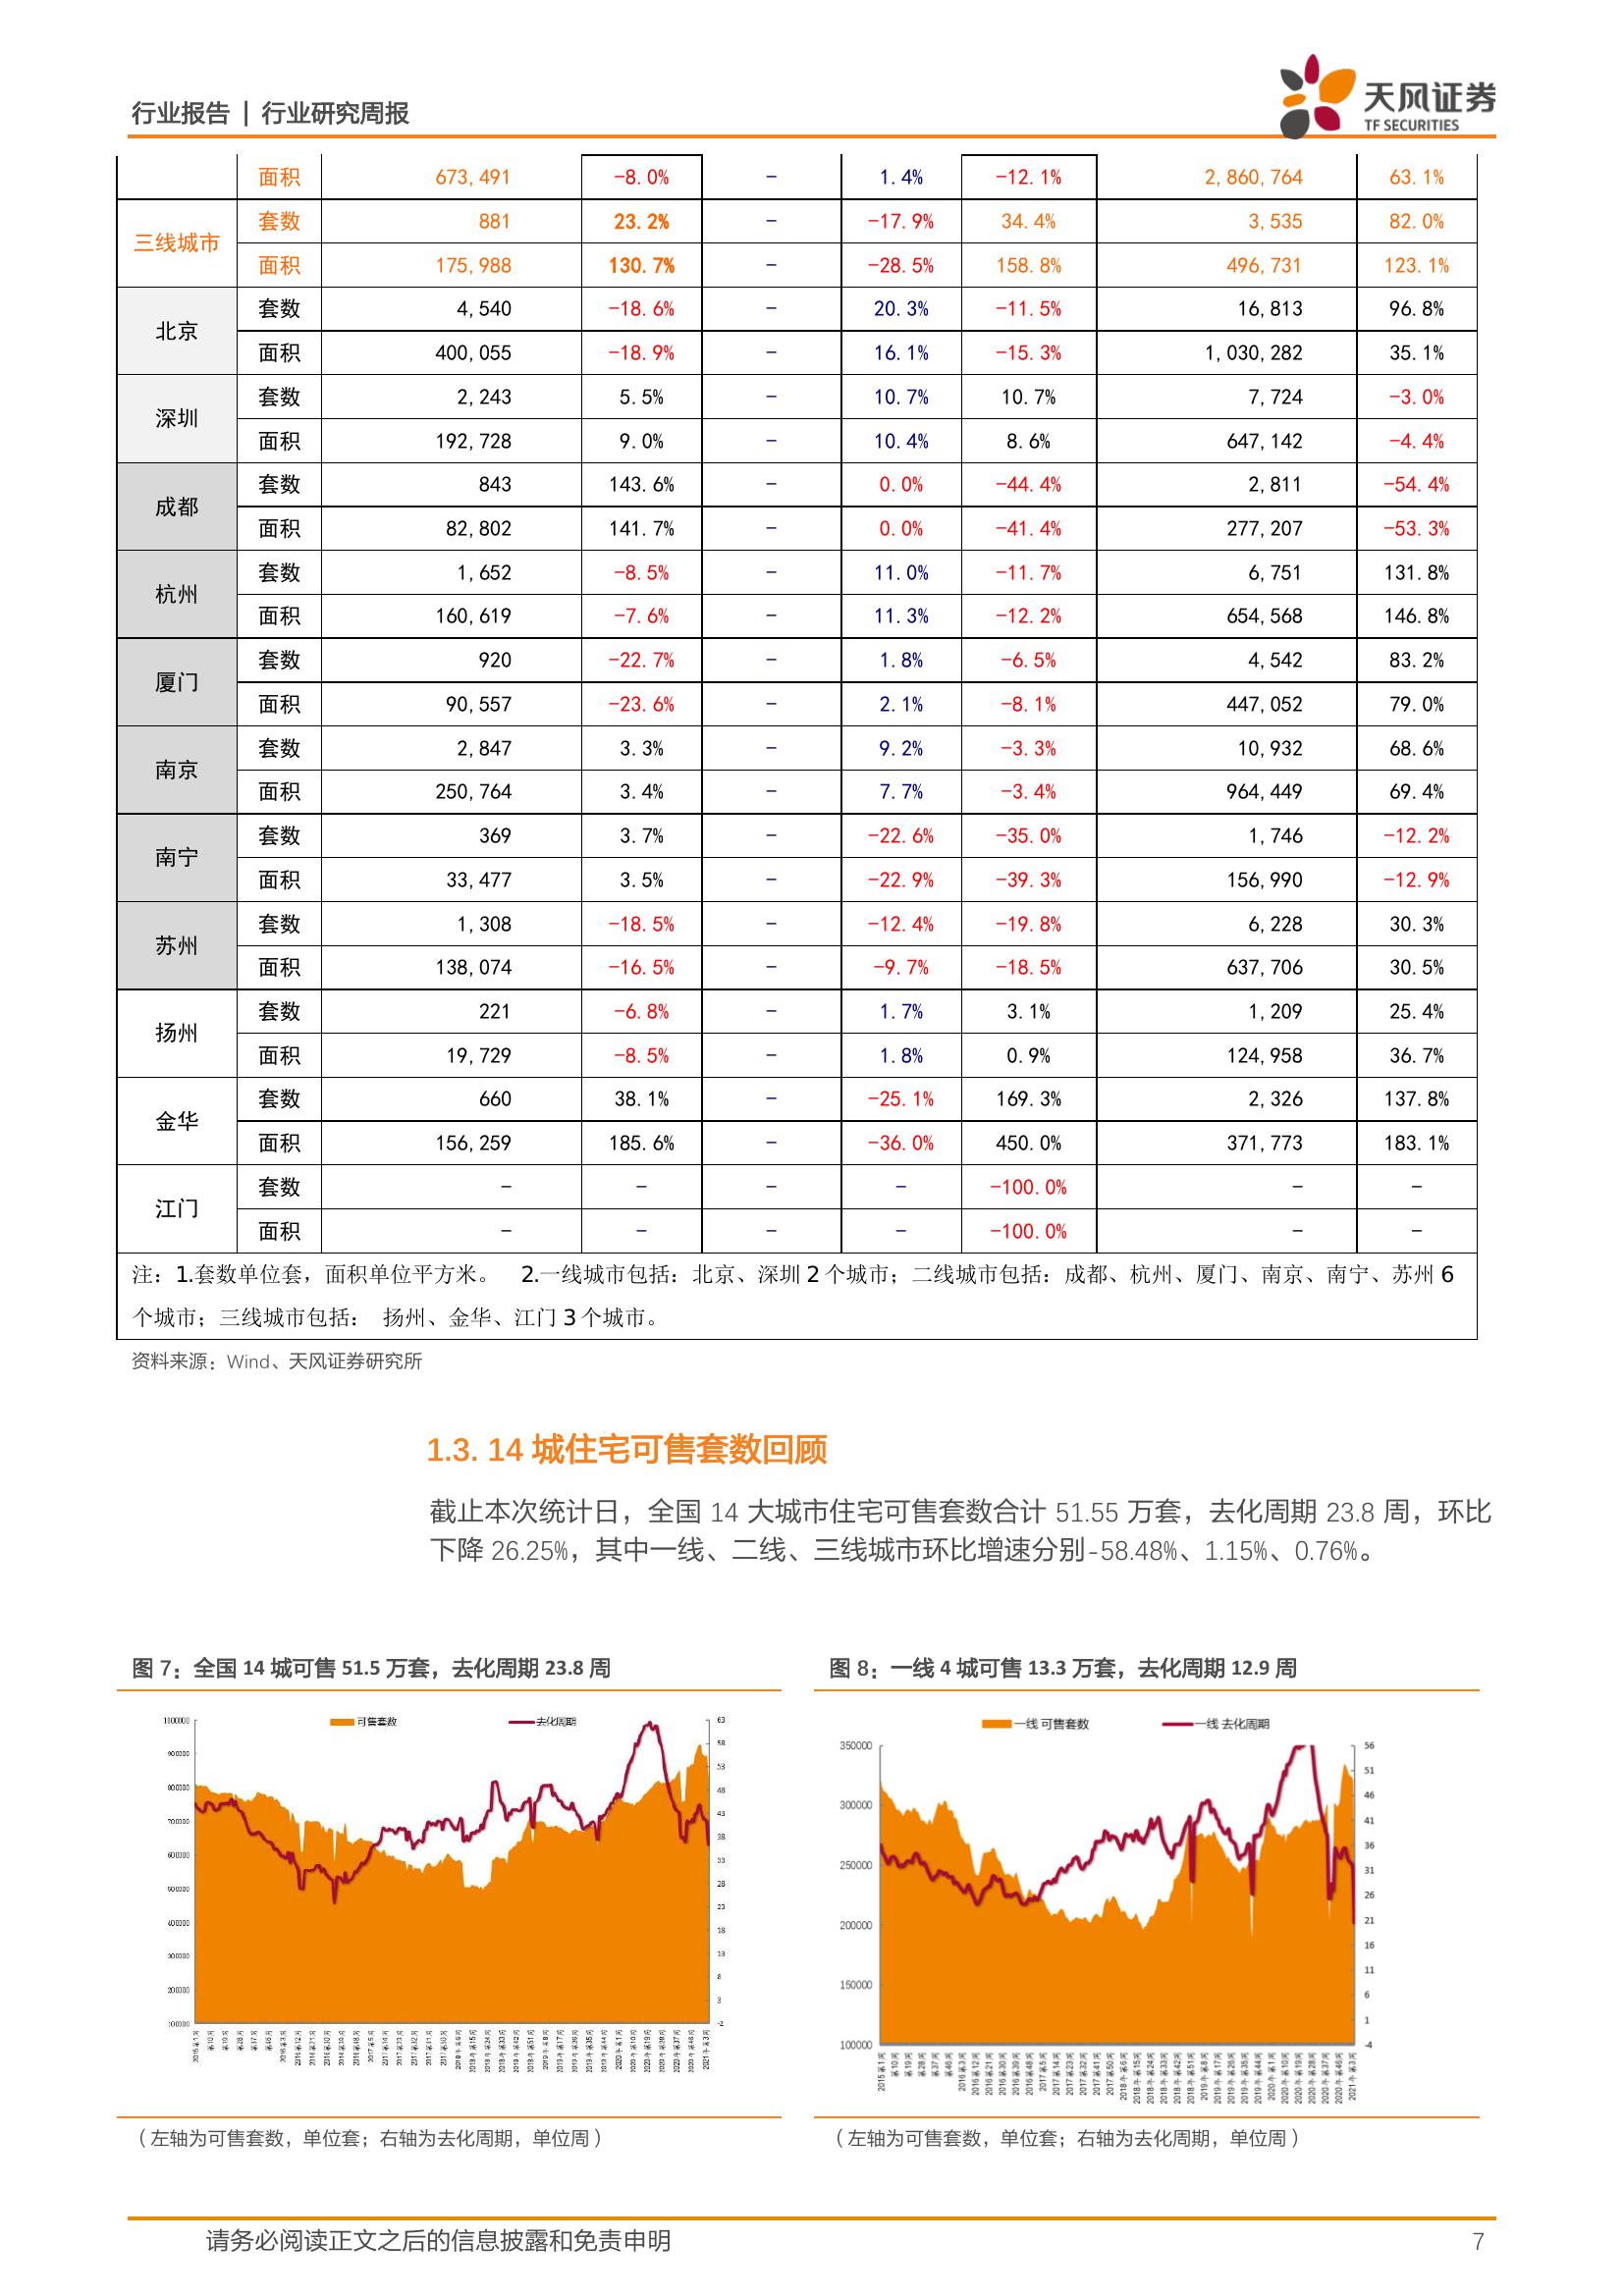 行业报告 | 行业研究周报
天风证券
TF SECURITIES
面积 673,491 -8.0% - 1.4% -12.1% 2,860,764 63.1%
三线城市 套数 881 23.2% - -17.9% 34.4% 3,535 82.0%
面积 175,988 130.7% - -28.5% 158.8% 496,731 123.1%
北京 套数 4,540 -18.6% - 20.3% -11.5% 16,813 96.8%
面积 400,055 -18.9% - 16.1% -15.3% 1,030,282 35.1%
深圳 套数 2,243 5.5% - 10.7% 10.7% 7,724 -3.0%
面积 192,728 9.0% - 10.4% 8.6% 647,142 -4.4%
成都 套数 843 143.6% - 0.0% -44.4% 2,811 -54.4%
面积 82,802 141.7% - 0.0% -41.4% 277,207 -53.3%
杭州 套数 1,652 -8.5% - 11.0% -11.7% 6,751 131.8%
面积 160,619 -7.6% - 11.3% -12.2% 654,568 146.8%
厦门 套数 920 -22.7% - 1.8% -6.5% 4,542 83.2%
面积 90,557 -23.6% - 2.1% -8.1% 447,052 79.0%
南京 套数 2,847 3.3% - 9.2% -3.3% 10,932 68.6%
面积 250,764 3.4% - 7.7% -3.4% 964,449 69.4%
南宁 套数 369 3.7% - -22.6% -35.0% 1,746 -12.2%
面积 33,477 3.5% - -22.9% -39.3% 156,990 -12.9%
苏州 套数 1,308 -18.5% - -12.4% -19.8% 6,228 30.3%
面积 138,074 -16.5% - -9.7% -18.5% 637,706 30.5%
扬州 套数 221 -6.8% - 1.7% 3.1% 1,209 25.4%
面积 19,729 -8.5% - 1.8% 0.9% 124,958 36.7%
金华 套数 660 38.1% - -25.1% 169.3% 2,326 137.8%
面积 156,259 185.6% - -36.0% 450.0% 371,773 183.1%
江门 套数 - - - - -100.0% - -
面积 - - - - -100.0% - -
注：1.套数单位套，面积单位平方米。 2.一线城市包括：北京、深圳 2 个城市；二线城市包括：成都、杭州、厦门、南京、南宁、苏州 6
个城市；三线城市包括： 扬州、金华、江门 3 个城市。
资料来源：Wind、天风证券研究所
1.3. 14 城住宅可售套数回顾
截止本次统计日，全国 14 大城市住宅可售套数合计 51.55 万套，去化周期 23.8 周，环比
下降 26.25%，其中一线、二线、三线城市环比增速分别-58.48%、1.15%、0.76%。
图 7：全国 14 城可售 51.5 万套，去化周期 23.8 周
可售套数 去化周期
1000000 63
900000 58
800000 53
700000 48
600000 43
500000 38
400000 33
300000 28
200000 23
100000 18
13
8
3
-2
（左轴为可售套数，单位套；右轴为去化周期，单位周）
图 8：一线 4 城可售 13.3 万套，去化周期 12.9 周
一线 可售套数 一线 去化周期
350000 56
300000 51
250000 46
200000 41
150000 36
100000 31
26
21
16
11
6
1
-4
（左轴为可售套数，单位套；右轴为去化周期，单位周）
请务必阅读正文之后的信息披露和免责申明 7